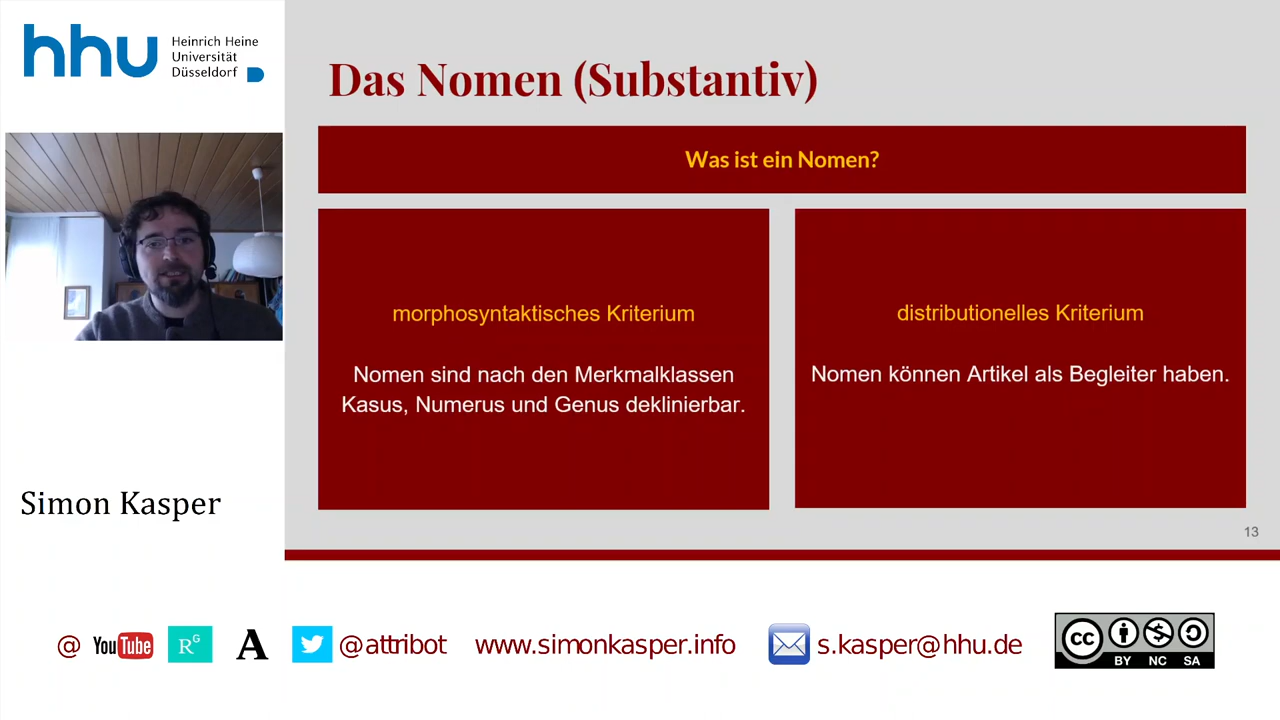 hhu
Heinrich Heine
Universität
Düsseldorf
Das Nomen (Substantiv)
Was ist ein Nomen?
morphosyntaktisches Kriterium
Nomen sind nach den Merkmalklassen
Kasus, Numerus und Genus deklinierbar.
distributionelles Kriterium
Nomen können Artikel als Begleiter haben.
13
Simon Kasper
@ YouTube RG A @attribot www.simonkasper.info s.kasper@hhu.de
cc BY NC SA